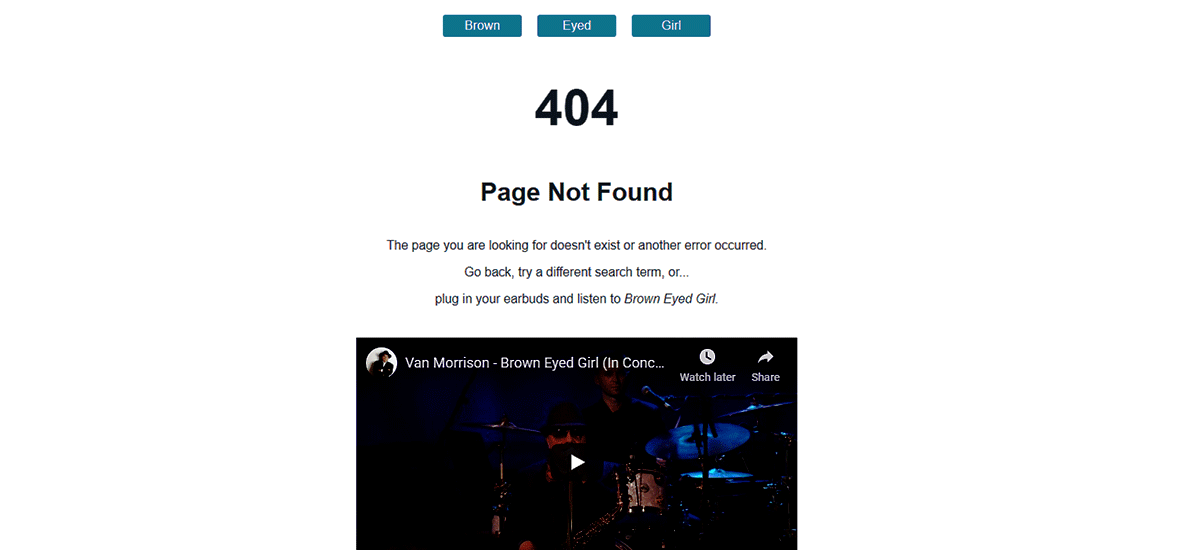 Brown Eyed Girl
404
Page Not Found
The page you are looking for doesn't exist or another error occurred.
Go back, try a different search term, or...
plug in your earbuds and listen to Brown Eyed Girl.
Van Morrison - Brown Eyed Girl (In Conc...
Watch later Share